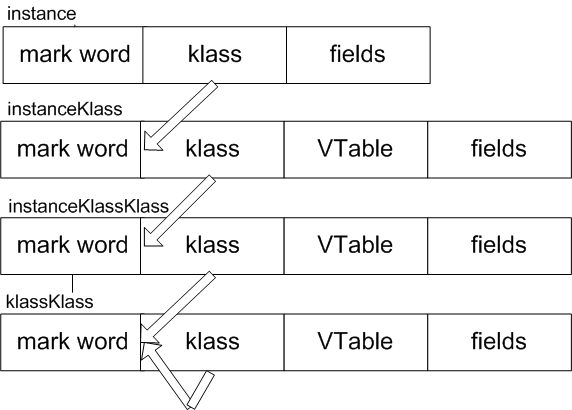 instance
mark word klass fields
instanceKlass
mark word klass VTable fields
instanceKlassKlass
mark word klass VTable fields
klassKlass
mark word klass VTable fields